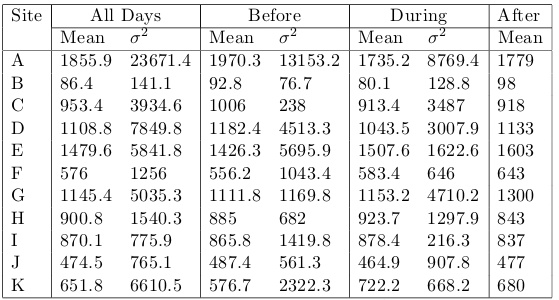 Site All Days Before During After
Mean σ² Mean σ² Mean σ² Mean
A 1855.9 23671.4 1970.3 13153.2 1735.2 8769.4 1779
B 86.4 141.1 92.8 76.7 80.1 128.8 98
C 953.4 3934.6 1006 238 913.4 3487 918
D 1108.8 7849.8 1182.4 4513.3 1043.5 3007.9 1133
E 1479.6 5841.8 1426.3 5695.9 1507.6 1622.6 1603
F 576 1256 556.2 1043.4 583.4 646 643
G 1145.4 5035.3 1111.8 1169.8 1153.2 4710.2 1300
H 900.8 1540.3 885 682 923.7 1297.9 843
I 870.1 775.9 865.8 1419.8 878.4 216.3 837
J 474.5 765.1 487.4 561.3 464.9 907.8 477
K 651.8 6610.5 576.7 2322.3 722.2 668.2 680